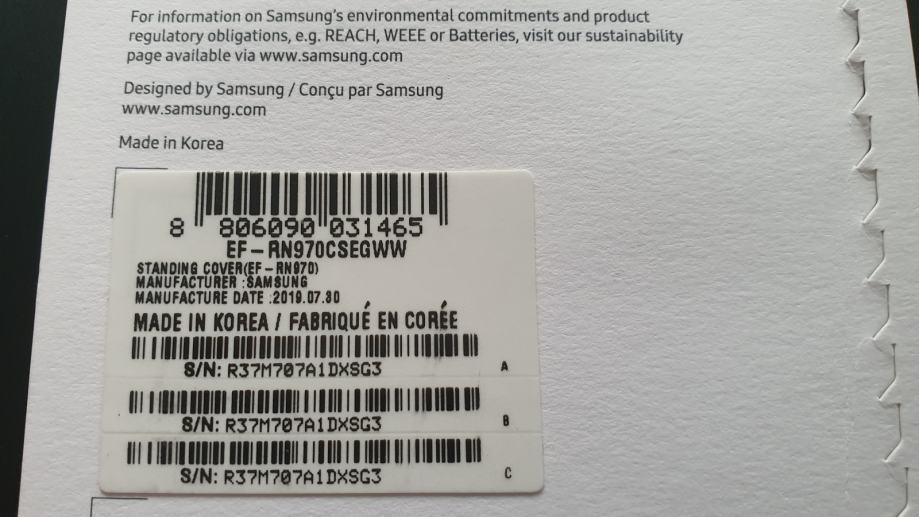 For information on Samsung's environmental commitments and product
regulatory obligations, e.g. REACH, WEEE or Batteries, visit our sustainability
page available via www.samsung.com
Designed by Samsung / Conçu par Samsung
www.samsung.com
Made in Korea
8 806090 031465
EF-RN970CSEGWW
STANDING COVER(EF-RN970)
MANUFACTURER :SAMSUNG
MANUFACTURE DATE :2019.07.30
MADE IN KOREA / FABRIQUÉ EN CORÉE
S/N: R37M707A1DXSG3 A
S/N: R37M707A1DXSG3 B
S/N: R37M707A1DXSG3 C